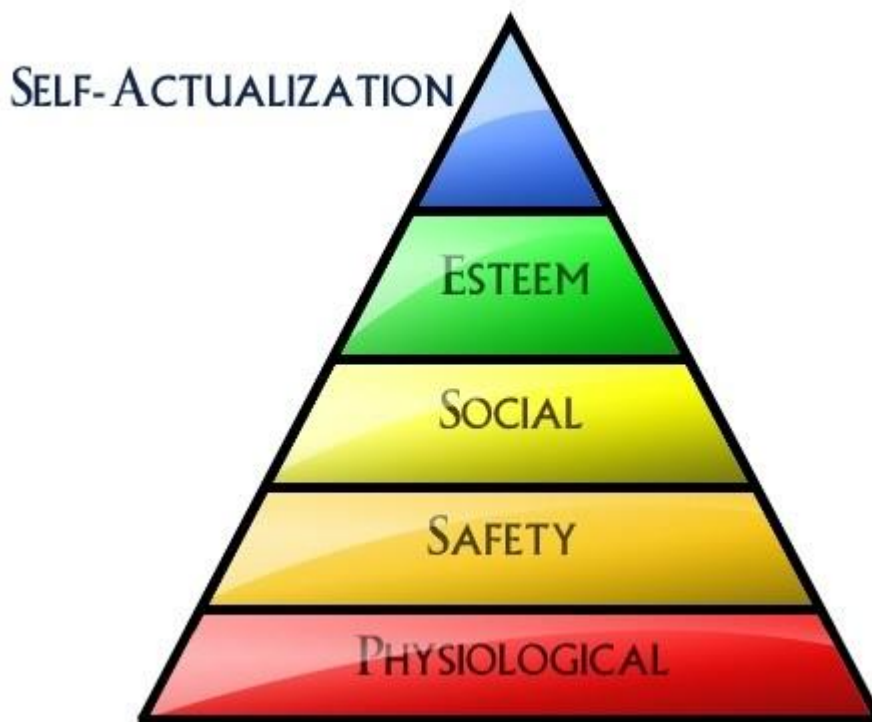 Self-Actualization
Esteem
Social
Safety
Physiological